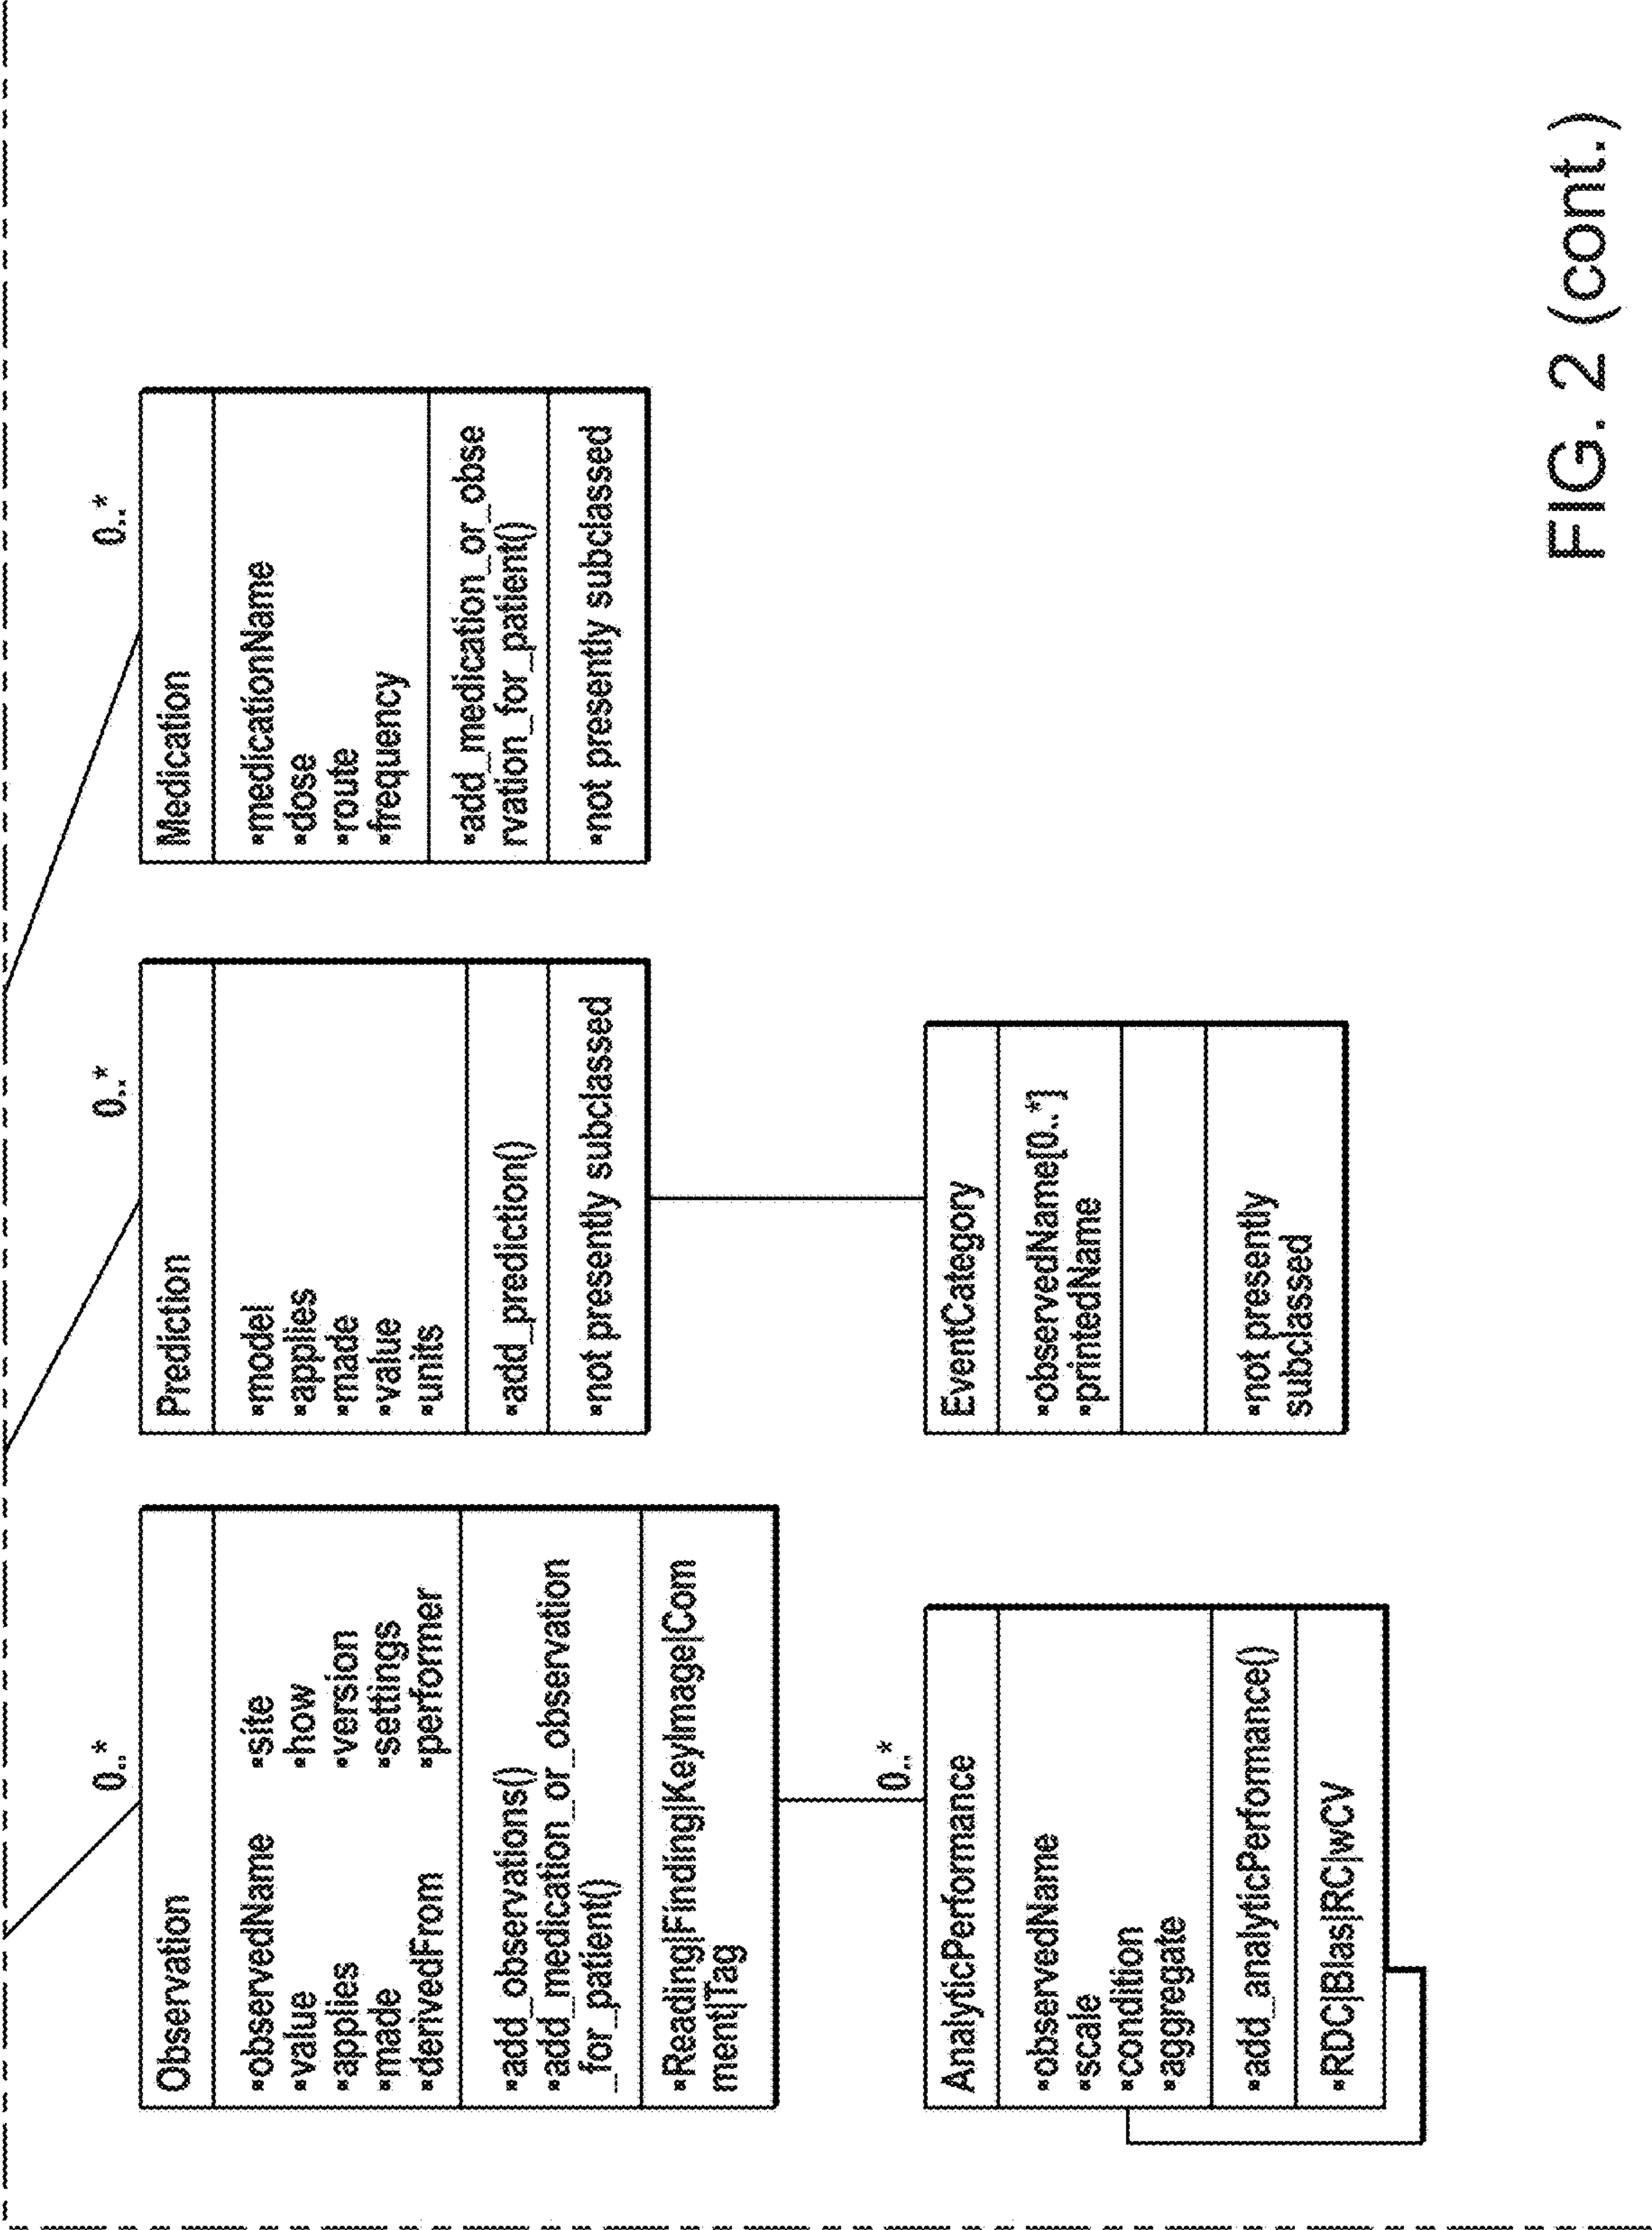 0..*
Observation
•observedName
•value
•applies
•made
•derivedFrom
•site
•how
•version
•settings
•performer
•add_observations()
•add_medication_or_observation
_for_patient()
•Reading|Finding|KeyImage|Com
ment|Tag
0..*
AnalyticPerformance
•observedName
•scale
•condition
•aggregate
•add_analyticPerformance()
•RDC|Bias|RC|wCV
0..*
Prediction
•model
•applies
•made
•value
•units
•add_prediction()
•not presently subclassed
EventCategory
•observedName[0..*]
•printedName
•not presently
subclassed
0..*
Medication
•medicationName
•dose
•route
•frequency
•add_medication_or_obse
rvation_for_patient()
•not presently subclassed
FIG. 2 (cont.)